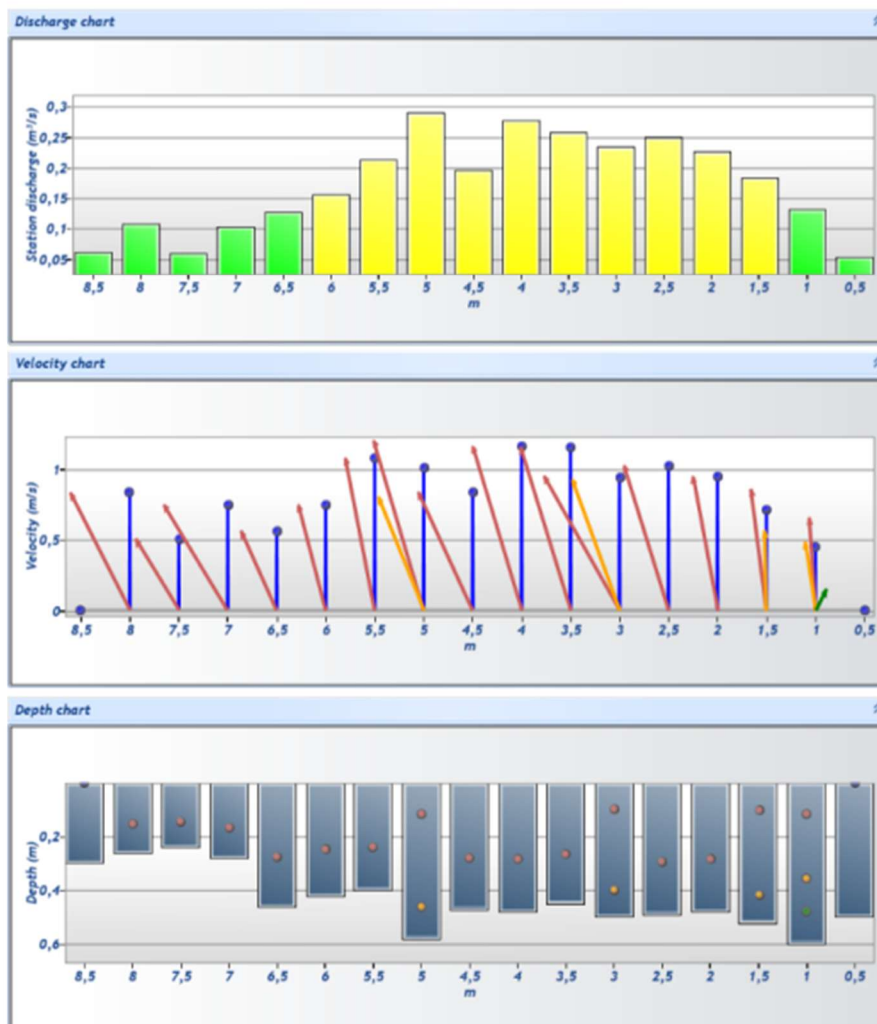 Discharge chart
Station discharge (m³/s)
0,3
0,25
0,2
0,15
0,1
0,05
8,5 8 7,5 7 6,5 6 5,5 5 4,5 4 3,5 3 2,5 2 1,5 1 0,5
m
Velocity chart
Velocity (m/s)
1
0,5
0
8,5 8 7,5 7 6,5 6 5,5 5 4,5 4 3,5 3 2,5 2 1,5 1 0,5
m
Depth chart
Depth (m)
0,2
0,4
0,6
8,5 8 7,5 7 6,5 6 5,5 5 4,5 4 3,5 3 2,5 2 1,5 1 0,5
m